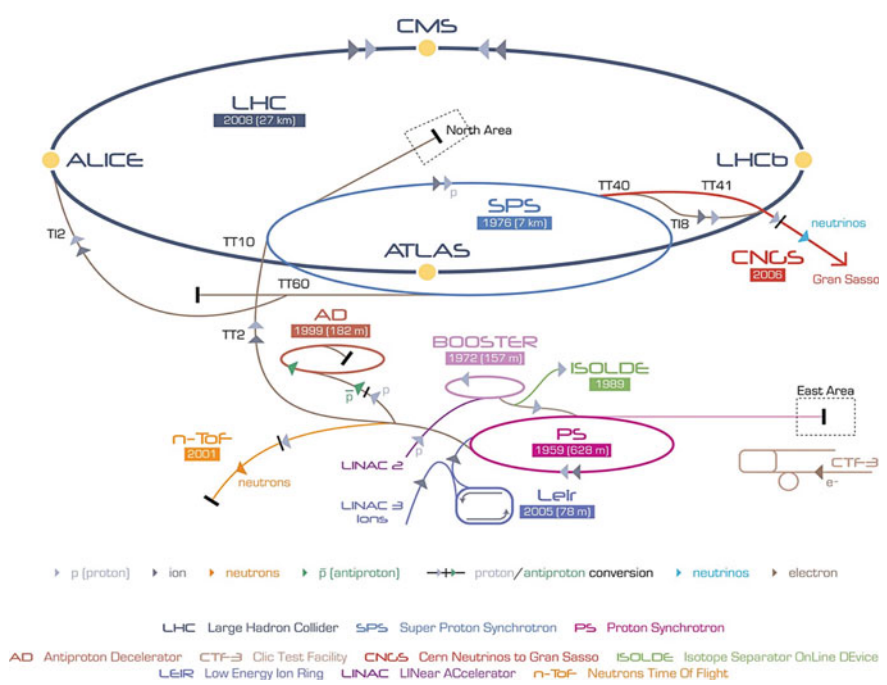 CMS
LHC
2008 (27 km)
North Area
ALICE
LHCb
TT40
TT41
SPS
1976 (7 km)
TI8
neutrinos
TI2
TT10
ATLAS
CNGS
2006
Gran Sasso
p
TT60
AD
1999 (182 m)
TT2
BOOSTER
1972 (157 m)
ISOLDE
1989
p̄
p
East Area
n-ToF
2001
LINAC 2
p
PS
1959 (628 m)
neutrons
CTF-3
e-
LINAC 3
Ions
Leir
2005 (78 m)
p (proton) ion neutrons p̄ (antiproton) proton/antiproton conversion neutrinos electron
LHC Large Hadron Collider SPS Super Proton Synchrotron PS Proton Synchrotron
AD Antiproton Decelerator CTF-3 Clic Test Facility CNGS Cern Neutrinos to Gran Sasso ISOLDE Isotope Separator OnLine DEvice
LEIR Low Energy Ion Ring LINAC LINear ACcelerator n-ToF Neutrons Time Of Flight